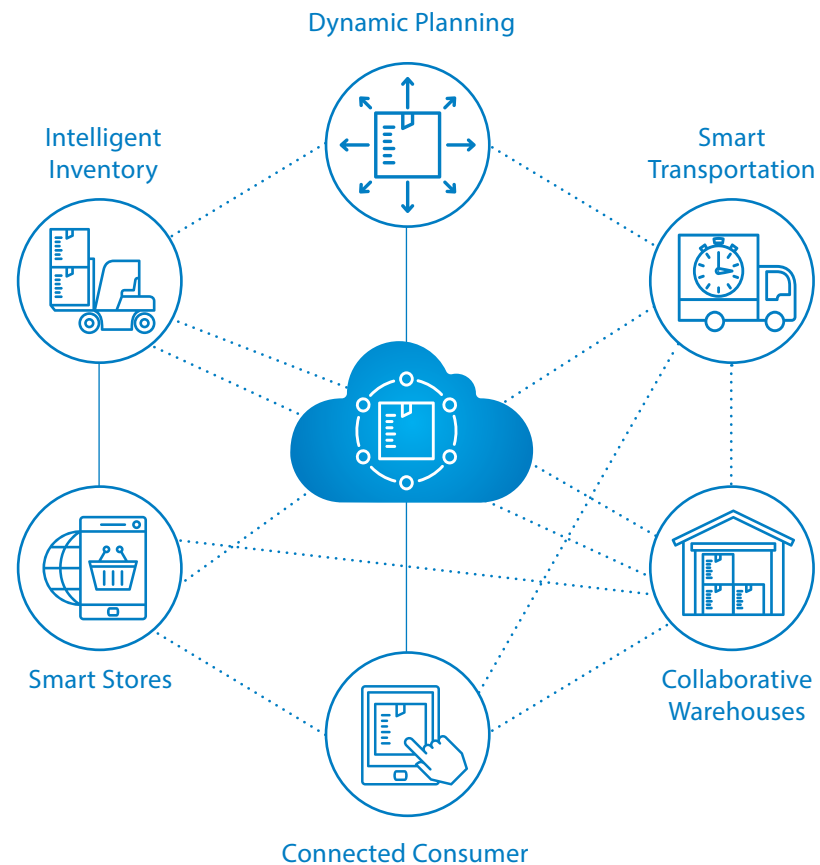 Dynamic Planning
Intelligent
Inventory
Smart
Transportation
Smart Stores
Collaborative
Warehouses
Connected Consumer